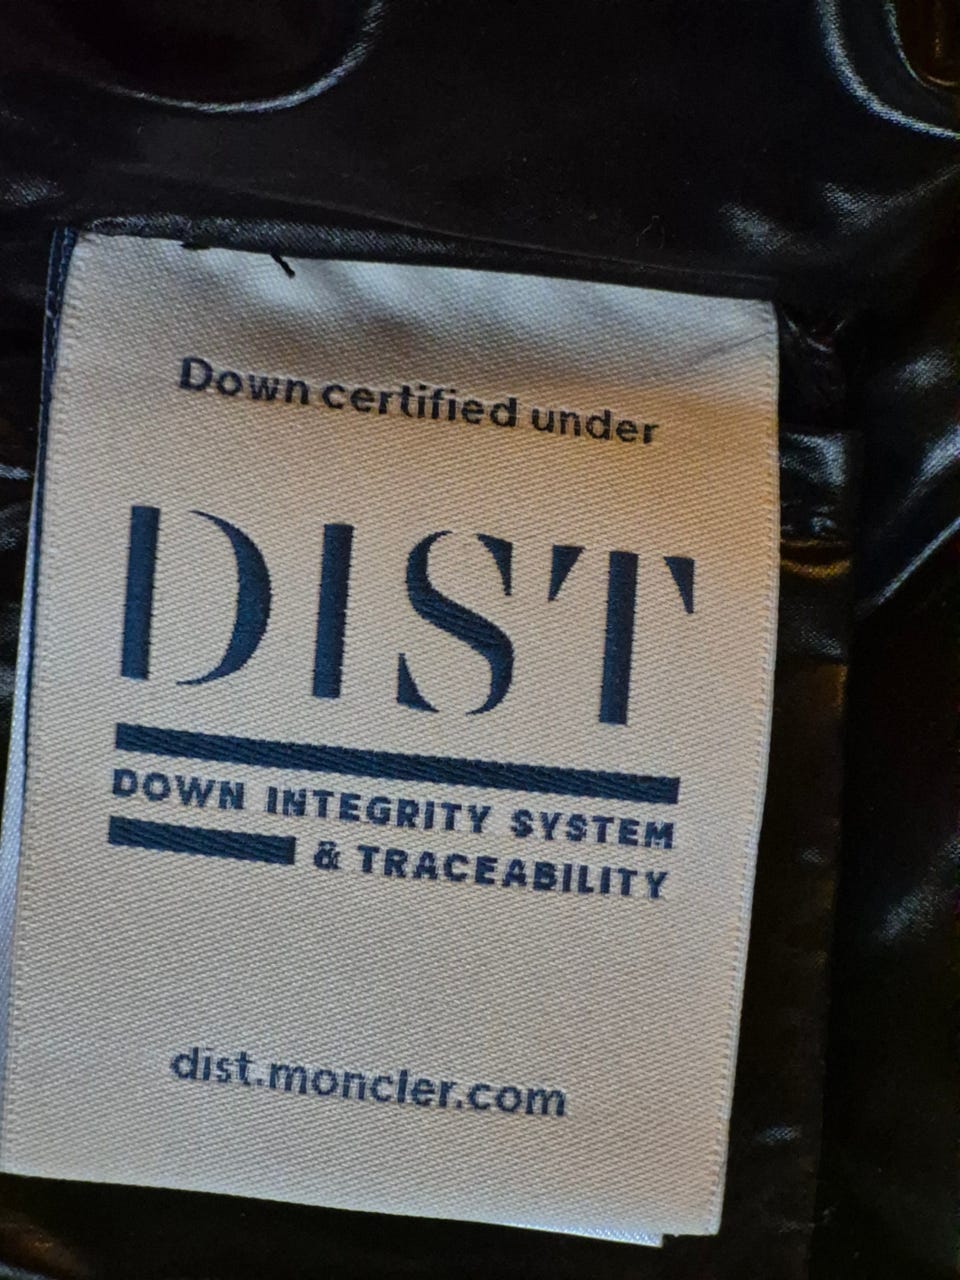 Down certified under
DIST
DOWN INTEGRITY SYSTEM
& TRACEABILITY
dist.moncler.com